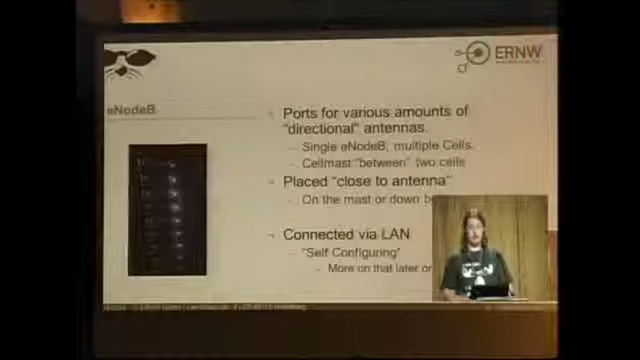 ERNW
eNodeB
Ports for various amounts of
"directional" antennas.
– Single eNodeB, multiple Cells.
– Cellmast "between" two cells
Placed "close to antenna"
– On the mast or down b
Connected via LAN
– "Self Configuring"
– More on that later on